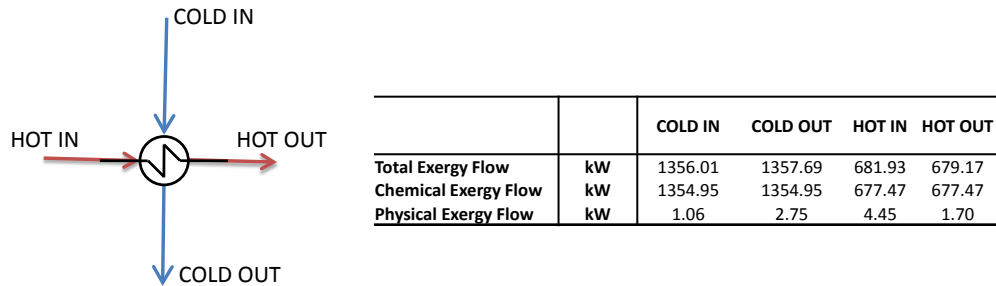 COLD IN
HOT IN
HOT OUT
COLD OUT
COLD IN COLD OUT HOT IN HOT OUT
Total Exergy Flow kW 1356.01 1357.69 681.93 679.17
Chemical Exergy Flow kW 1354.95 1354.95 677.47 677.47
Physical Exergy Flow kW 1.06 2.75 4.45 1.70